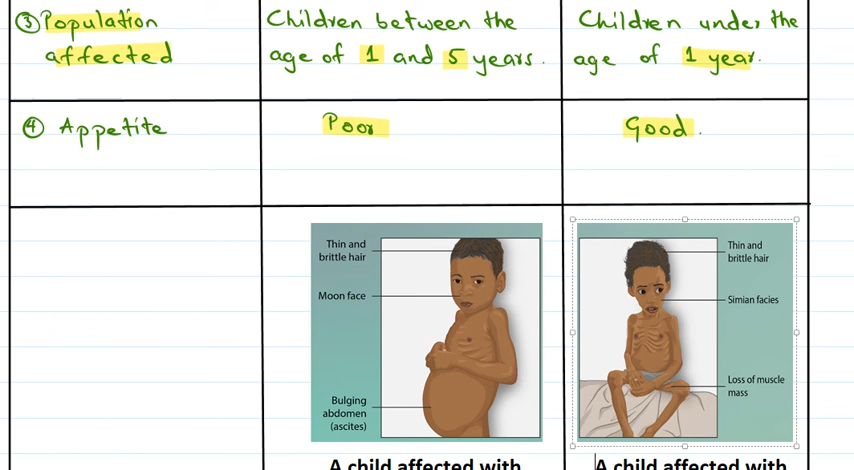 ③ Population
affected
Children between the
age of 1 and 5 years.
Children under the
age of 1 year.
④ Appetite
Poor
Good.
Thin and
brittle hair
Moon face
Bulging
abdomen
(ascites)
Thin and
brittle hair
Simian facies
Loss of muscle
mass
A child affected with
A child affected with